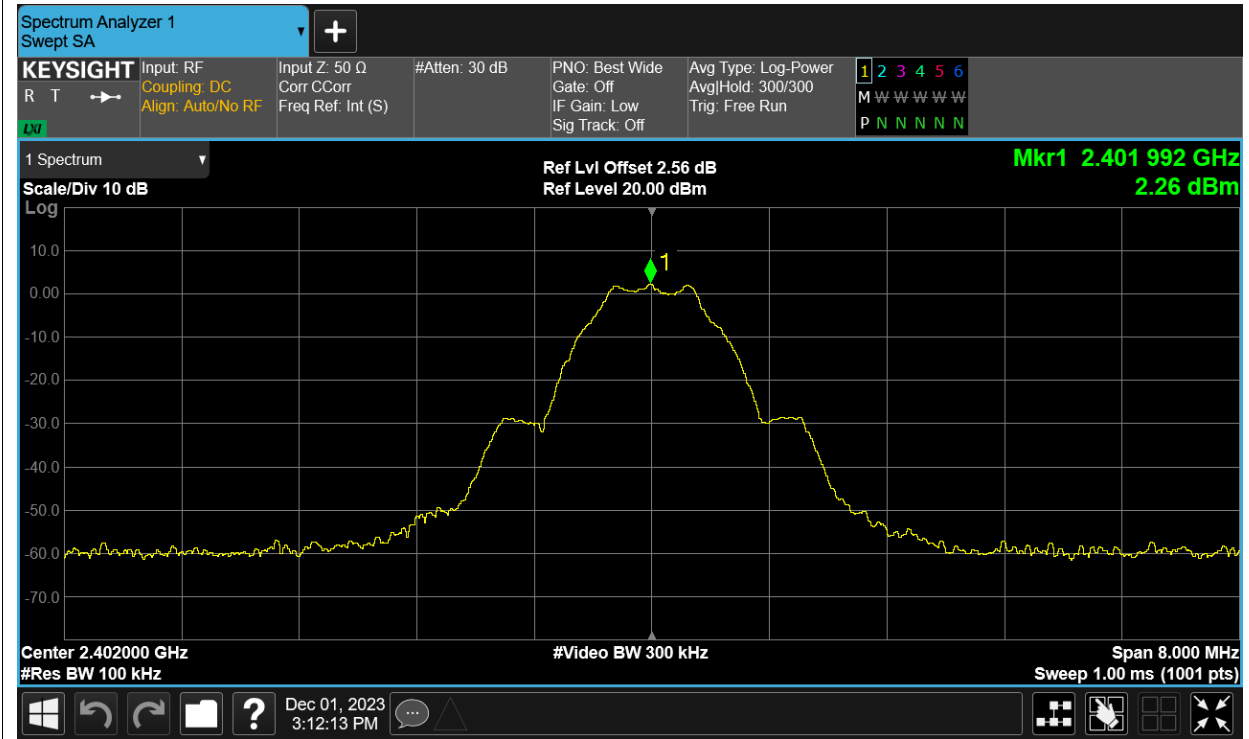 Spectrum Analyzer 1
Swept SA
KEYSIGHT
R T
LXI
Input: RF
Coupling: DC
Align: Auto/No RF
Input Z: 50 Ω
Corr CCorr
Freq Ref: Int (S)
#Atten: 30 dB
PNO: Best Wide
Gate: Off
IF Gain: Low
Sig Track: Off
Avg Type: Log-Power
Avg|Hold: 300/300
Trig: Free Run
1 2 3 4 5 6
M W W W W W
P N N N N N
1 Spectrum
Scale/Div 10 dB
Log
Ref Lvl Offset 2.56 dB
Ref Level 20.00 dBm
Mkr1 2.401 992 GHz
2.26 dBm
1
10.0
0.00
-10.0
-20.0
-30.0
-40.0
-50.0
-60.0
-70.0
Center 2.402000 GHz
#Res BW 100 kHz
#Video BW 300 kHz
Span 8.000 MHz
Sweep 1.00 ms (1001 pts)
?
Dec 01, 2023
3:12:13 PM